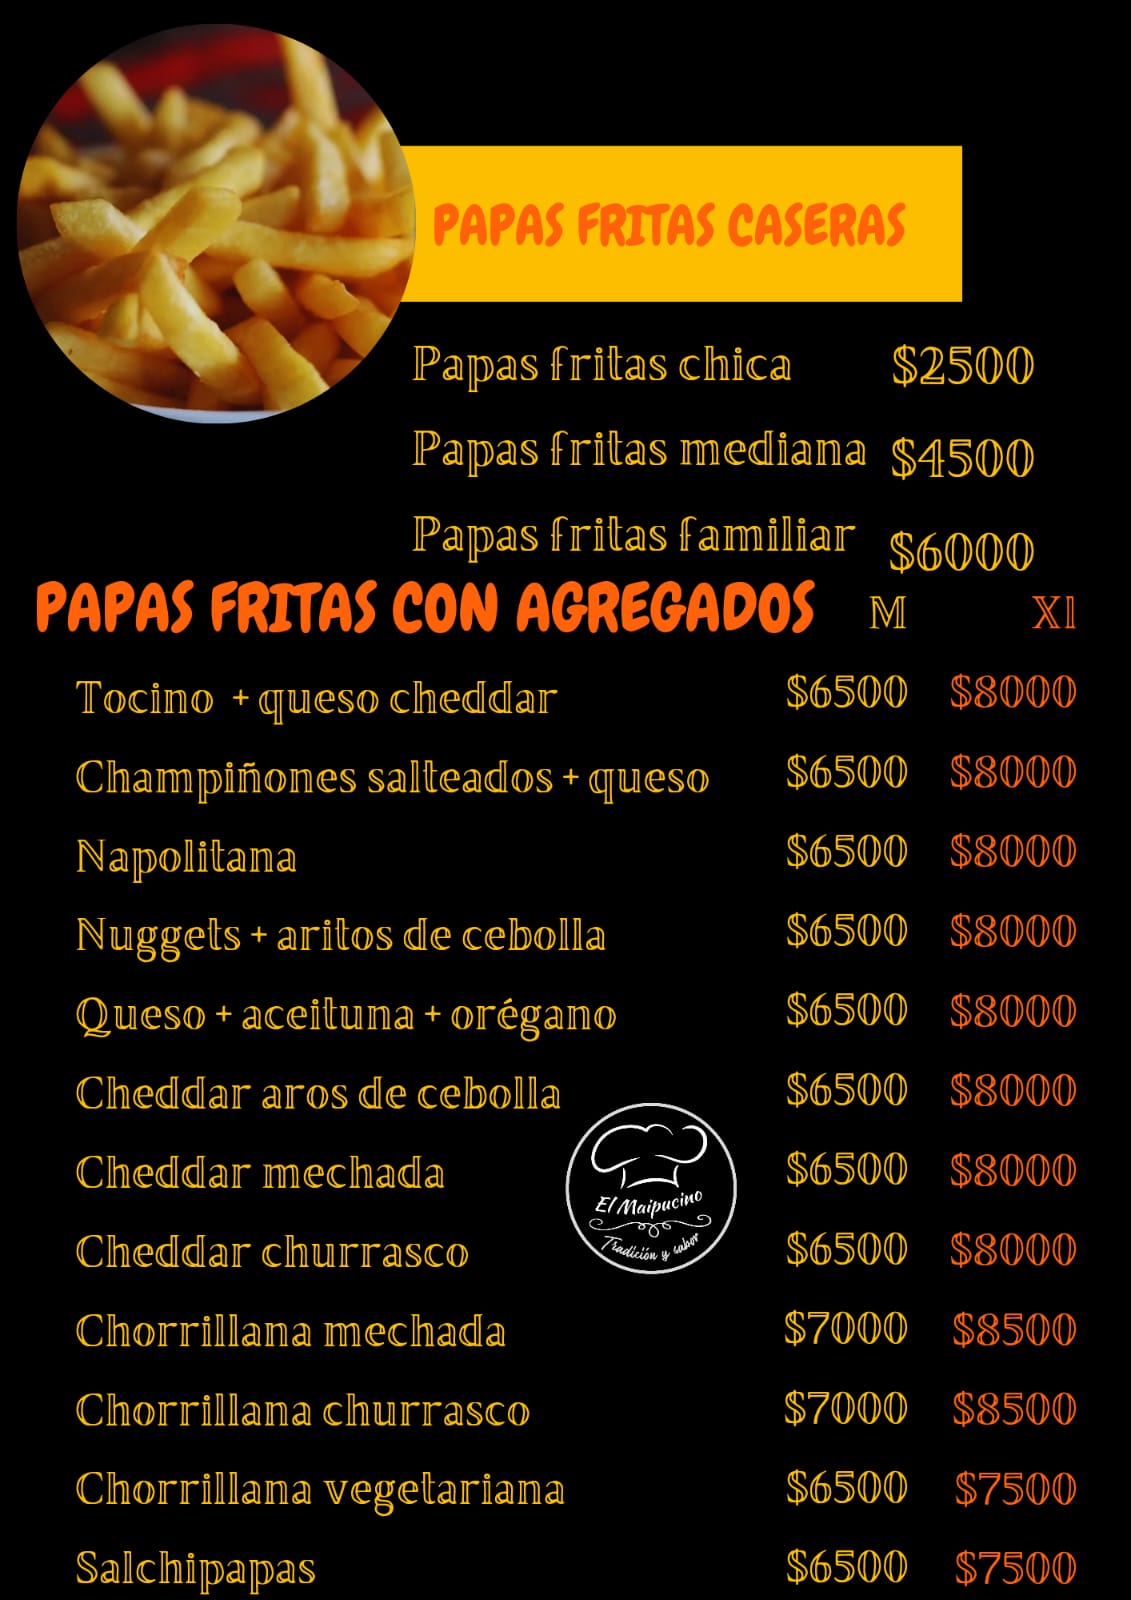 PAPAS FRITAS CASERAS
Papas fritas chica $2500
Papas fritas mediana $4500
Papas fritas familiar $6000
PAPAS FRITAS CON AGREGADOS M Xl
Tocino + queso cheddar $6500 $8000
Champiñones salteados + queso $6500 $8000
Napolitana $6500 $8000
Nuggets + aritos de cebolla $6500 $8000
Queso + aceituna + orégano $6500 $8000
Cheddar aros de cebolla $6500 $8000
Cheddar mechada $6500 $8000
El Maipucino
Tradición y sabor
Cheddar churrasco $6500 $8000
Chorrillana mechada $7000 $8500
Chorrillana churrasco $7000 $8500
Chorrillana vegetariana $6500 $7500
Salchipapas $6500 $7500